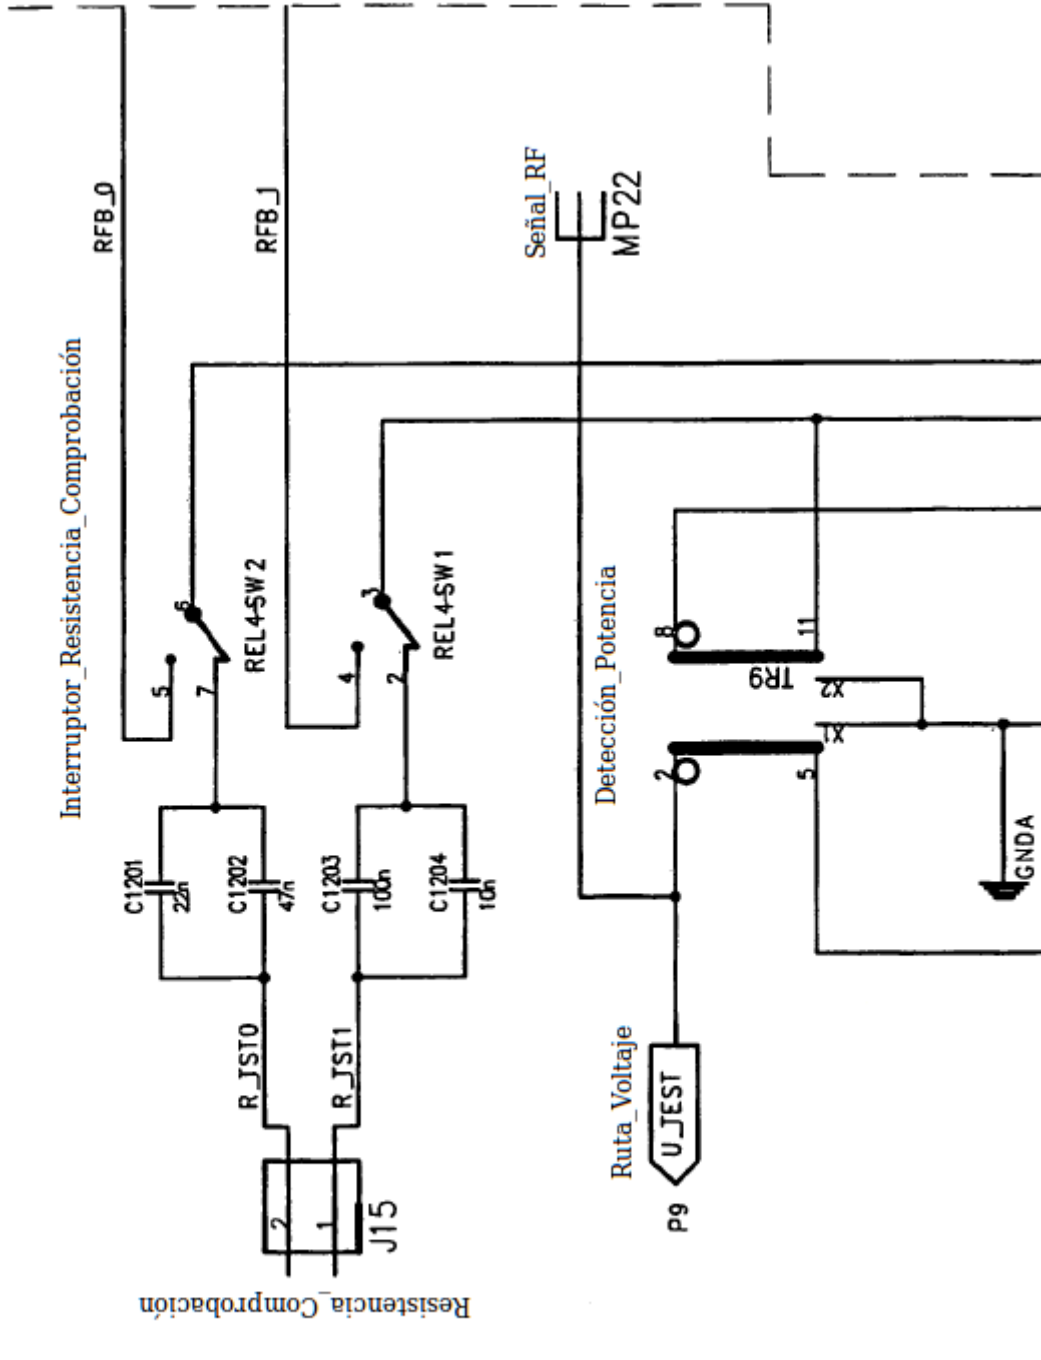 RFB_0
RFB_1
Señal_RF
MP22
Interruptor_Resistencia_Comprobación
6
5
7
REL4-SW2
3
4
2
REL4-SW1
Detección_Potencia
8
11
TR9
X2
X1
2
5
GNDA
C1201
22n
C1202
47n
C1203
100n
C1204
10n
R_TST0
R_TST1
Ruta_Voltaje
U_TEST
P9
2
1
J15
Resistencia_Comprobación